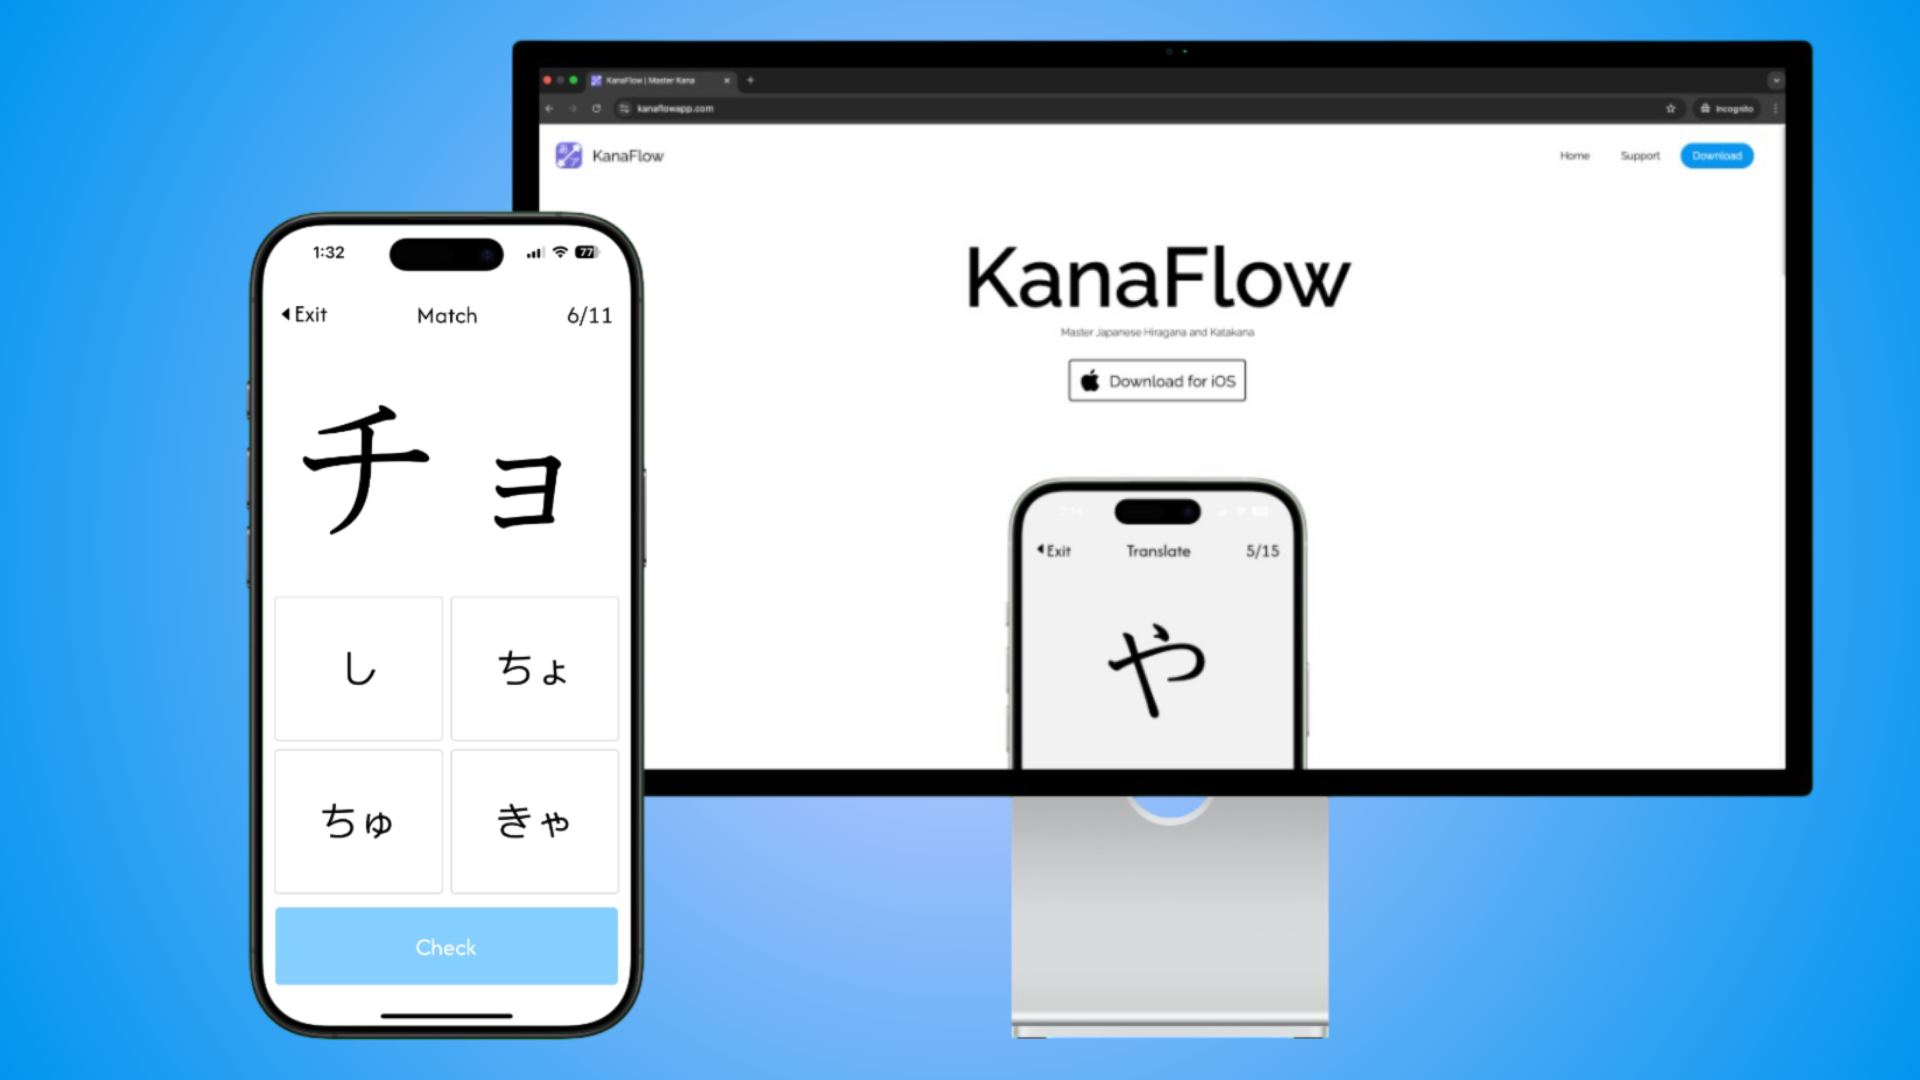 KanaFlow | Master Kana
kanaflowapp.com
Incognito
KanaFlow
Home
Support
Download
KanaFlow
Master Japanese Hiragana and Katakana
Download for iOS
Exit
Translate
5/15
や
1:32
77
Exit
Match
6/11
チョ
し
ちょ
ちゅ
きゃ
Check